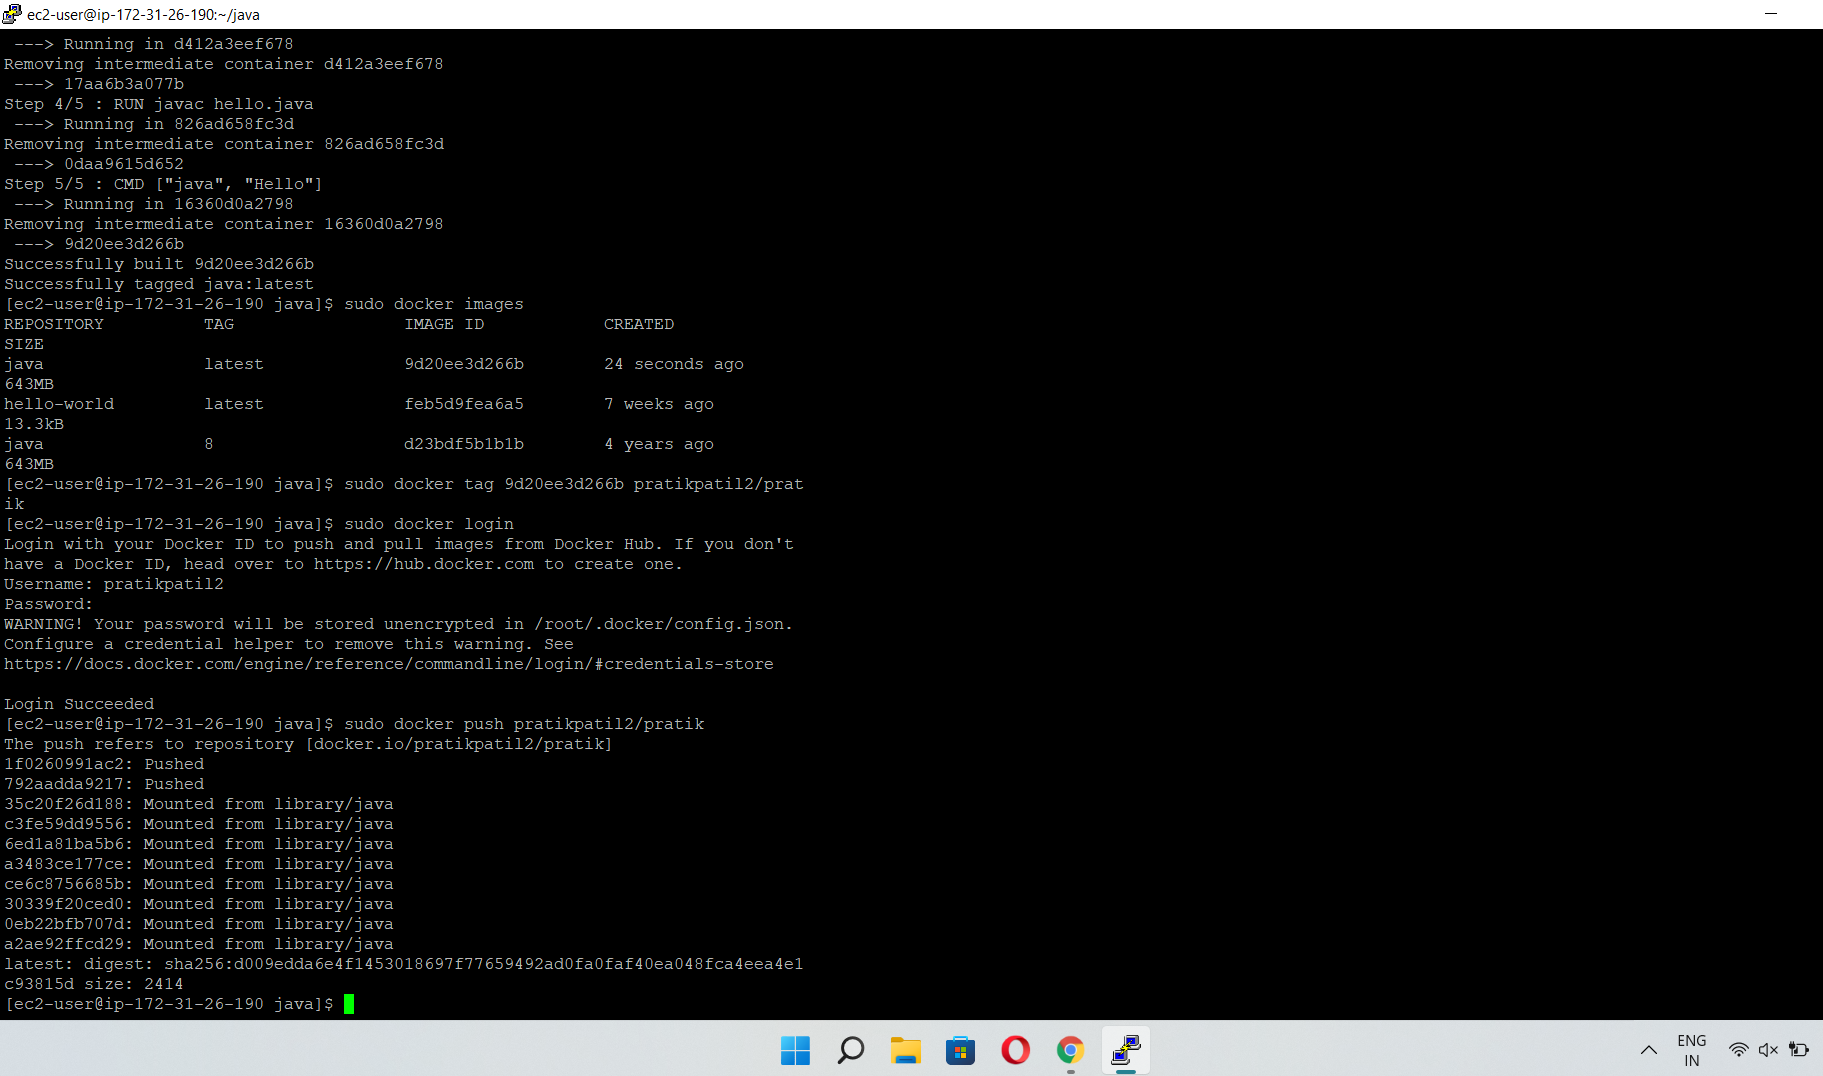 ec2-user@ip-172-31-26-190:~/java
 ---> Running in d412a3eef678
Removing intermediate container d412a3eef678
 ---> 17aa6b3a077b
Step 4/5 : RUN javac hello.java
 ---> Running in 826ad658fc3d
Removing intermediate container 826ad658fc3d
 ---> 0daa9615d652
Step 5/5 : CMD ["java", "Hello"]
 ---> Running in 16360d0a2798
Removing intermediate container 16360d0a2798
 ---> 9d20ee3d266b
Successfully built 9d20ee3d266b
Successfully tagged java:latest
[ec2-user@ip-172-31-26-190 java]$ sudo docker images
REPOSITORY          TAG                 IMAGE ID            CREATED
SIZE
java                latest              9d20ee3d266b        24 seconds ago
643MB
hello-world         latest              feb5d9fea6a5        7 weeks ago
13.3kB
java                8                   d23bdf5b1b1b        4 years ago
643MB
[ec2-user@ip-172-31-26-190 java]$ sudo docker tag 9d20ee3d266b pratikpatil2/prat
ik
[ec2-user@ip-172-31-26-190 java]$ sudo docker login
Login with your Docker ID to push and pull images from Docker Hub. If you don't
have a Docker ID, head over to https://hub.docker.com to create one.
Username: pratikpatil2
Password:
WARNING! Your password will be stored unencrypted in /root/.docker/config.json.
Configure a credential helper to remove this warning. See
https://docs.docker.com/engine/reference/commandline/login/#credentials-store

Login Succeeded
[ec2-user@ip-172-31-26-190 java]$ sudo docker push pratikpatil2/pratik
The push refers to repository [docker.io/pratikpatil2/pratik]
1f0260991ac2: Pushed
792aadda9217: Pushed
35c20f26d188: Mounted from library/java
c3fe59dd9556: Mounted from library/java
6ed1a81ba5b6: Mounted from library/java
a3483ce177ce: Mounted from library/java
ce6c8756685b: Mounted from library/java
30339f20ced0: Mounted from library/java
0eb22bfb707d: Mounted from library/java
a2ae92ffcd29: Mounted from library/java
latest: digest: sha256:d009edda6e4f1453018697f77659492ad0fa0faf40ea048fca4eea4e1
c93815d size: 2414
[ec2-user@ip-172-31-26-190 java]$
ENG
IN